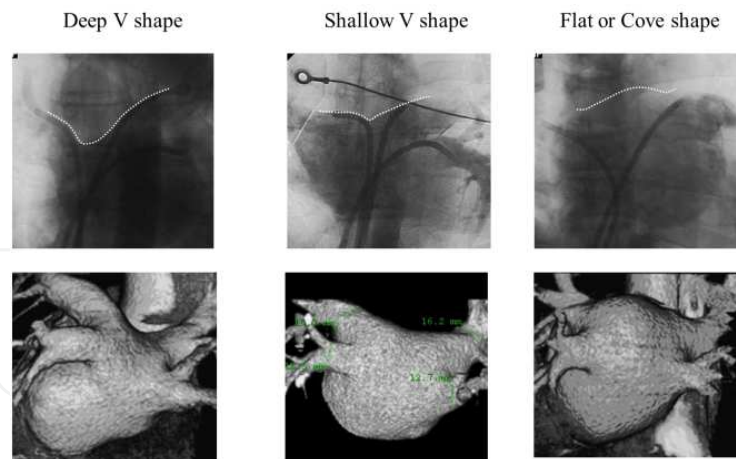 Deep V shape
Shallow V shape
Flat or Cove shape
16.2 mm
12.7 mm